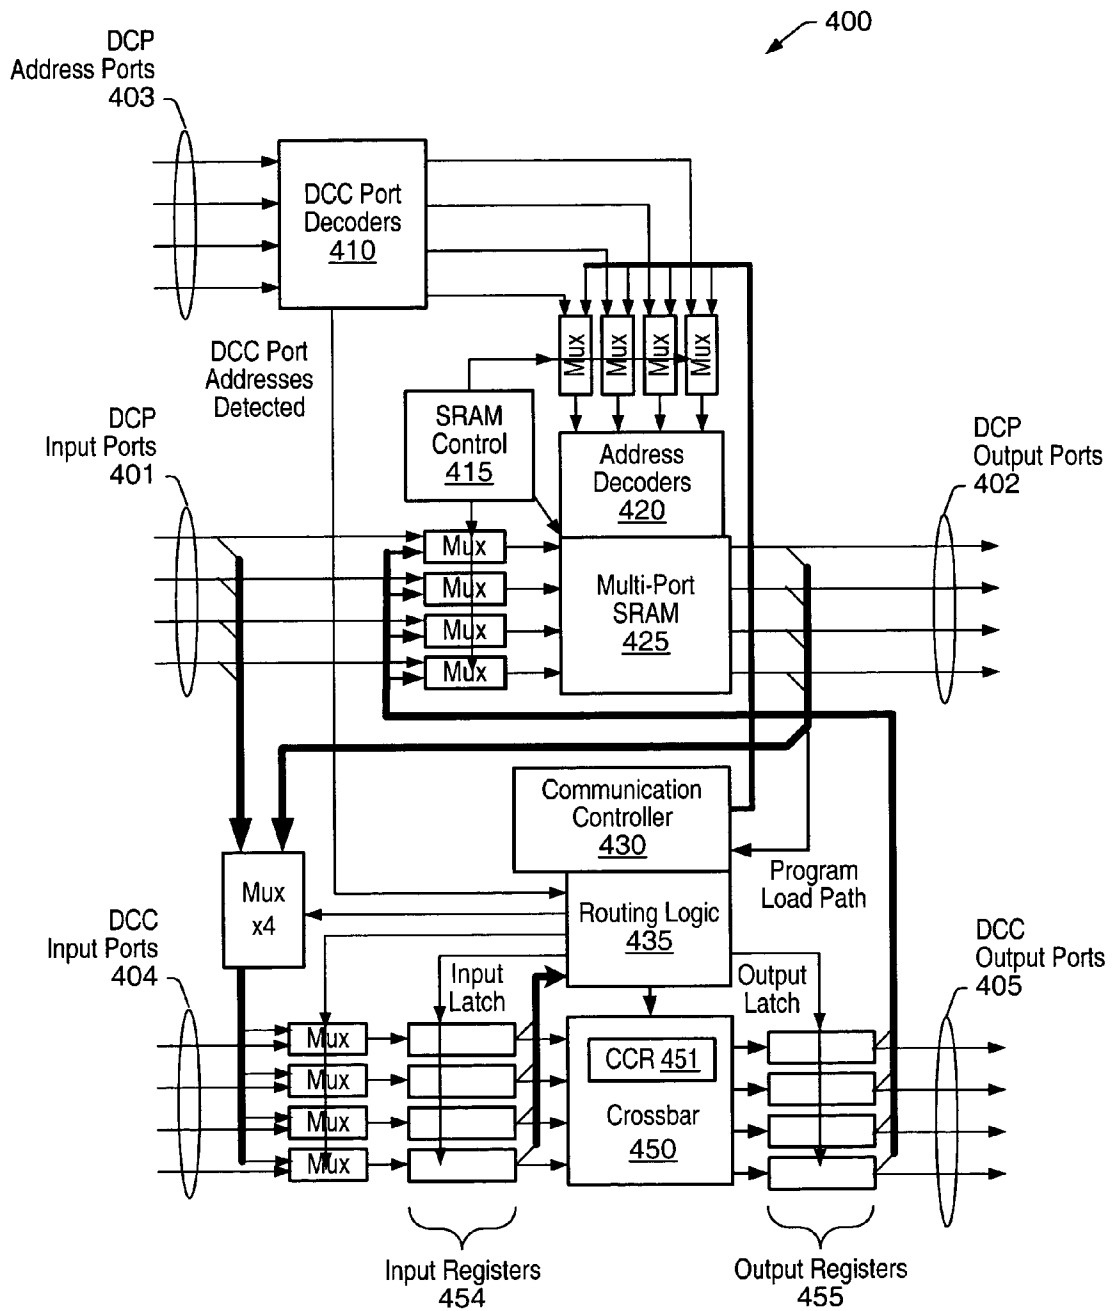 400
DCP
Address Ports
403
DCC Port
Decoders
410
Mux
Mux
Mux
Mux
DCC Port
Addresses
Detected
SRAM
Control
415
DCP
Input Ports
401
Address
Decoders
420
DCP
Output Ports
402
Mux
Mux
Mux
Mux
Multi-Port
SRAM
425
Communication
Controller
430
Program
Load Path
Mux
x4
Routing Logic
435
DCC
Input Ports
404
Input
Latch
Output
Latch
DCC
Output Ports
405
Mux
Mux
Mux
Mux
CCR 451
Crossbar
450
Input Registers
454
Output Registers
455